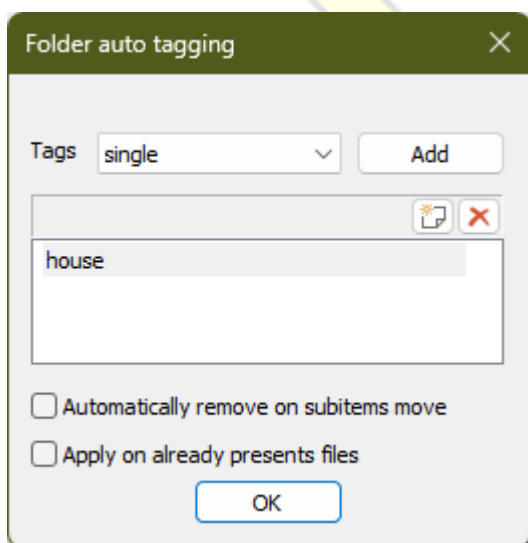 Folder auto tagging
Tags single Add
house
Automatically remove on subitems move
Apply on already presents files
OK